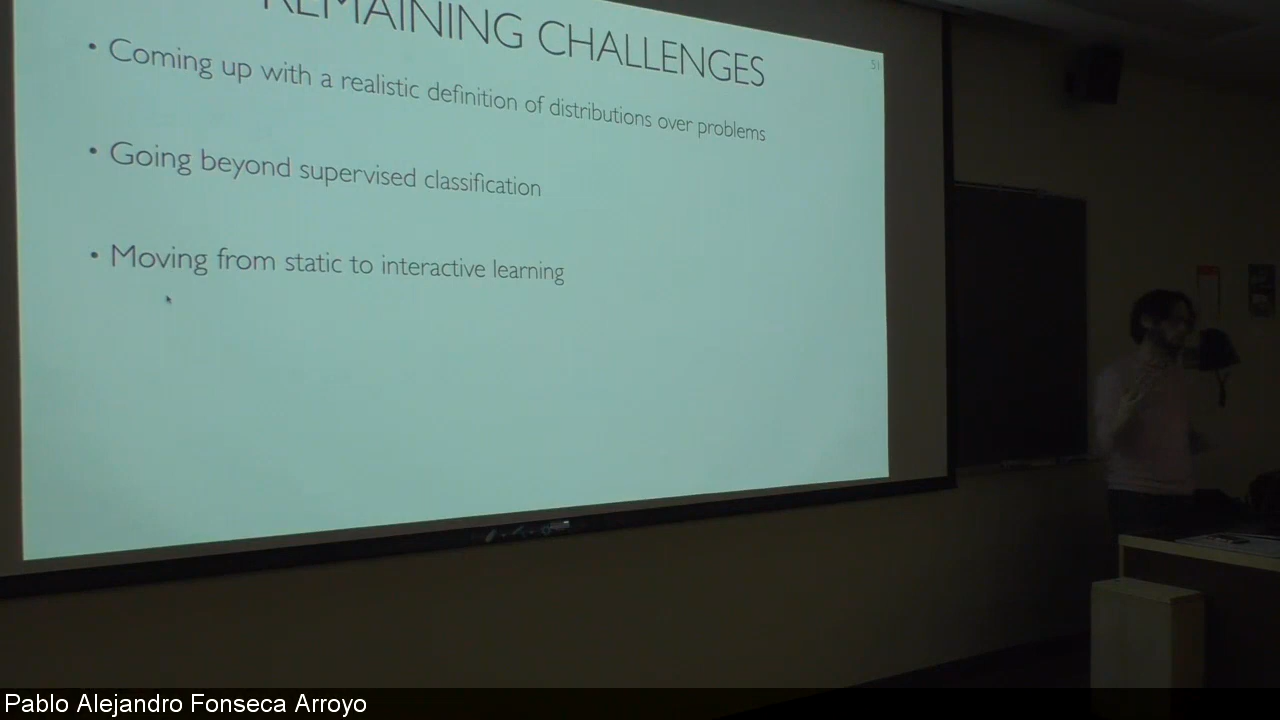 REMAINING CHALLENGES
51
• Coming up with a realistic definition of distributions over problems
• Going beyond supervised classification
• Moving from static to interactive learning
Pablo Alejandro Fonseca Arroyo